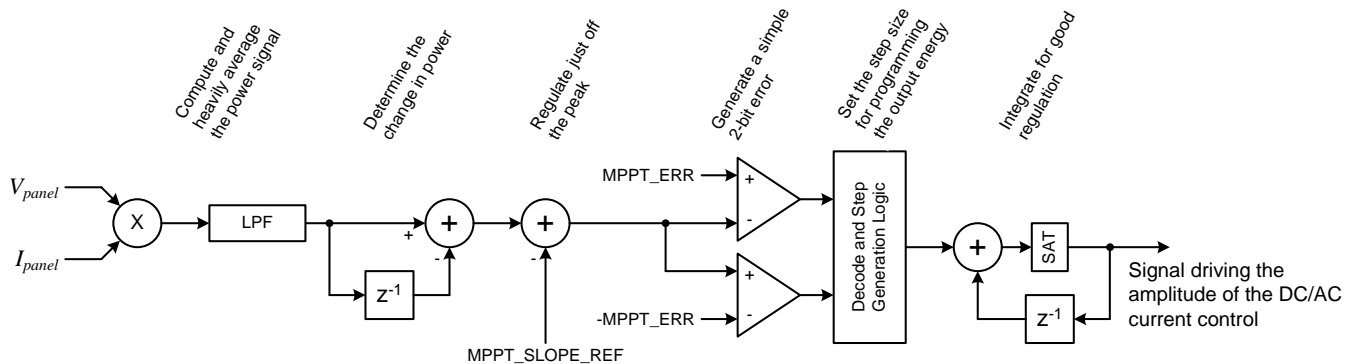 Compute and
heavily average
the power signal
Determine the
change in power
Regulate just off
the peak
Generate a simple
2-bit error
Set the step size
for programming
the output energy
Integrate for good
regulation
V_panel
I_panel
X
LPF
z⁻¹
+
-
+
+
-
MPPT_SLOPE_REF
MPPT_ERR
+
-
+
-
-MPPT_ERR
Decode and Step
Generation Logic
+
SAT
z⁻¹
Signal driving the
amplitude of the DC/AC
current control